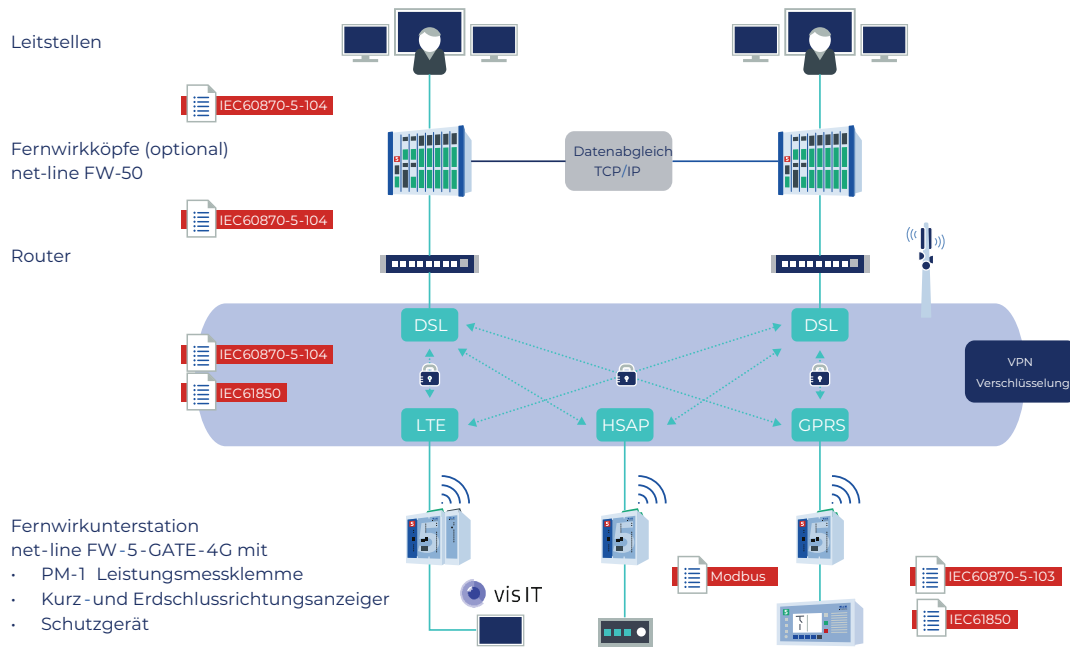 Leitstellen
IEC60870-5-104
Fernwirkköpfe (optional)
net-line FW-50
Datenabgleich
TCP/IP
IEC60870-5-104
Router
DSL
DSL
IEC60870-5-104
IEC61850
VPN
Verschlüsselung
LTE
HSAP
GPRS
Fernwirkunterstation
net-line FW-5-GATE-4G mit
• PM-1 Leistungsmessklemme
• Kurz-und Erdschlussrichtungsanzeiger
• Schutzgerät
vis IT
Modbus
IEC60870-5-103
IEC61850